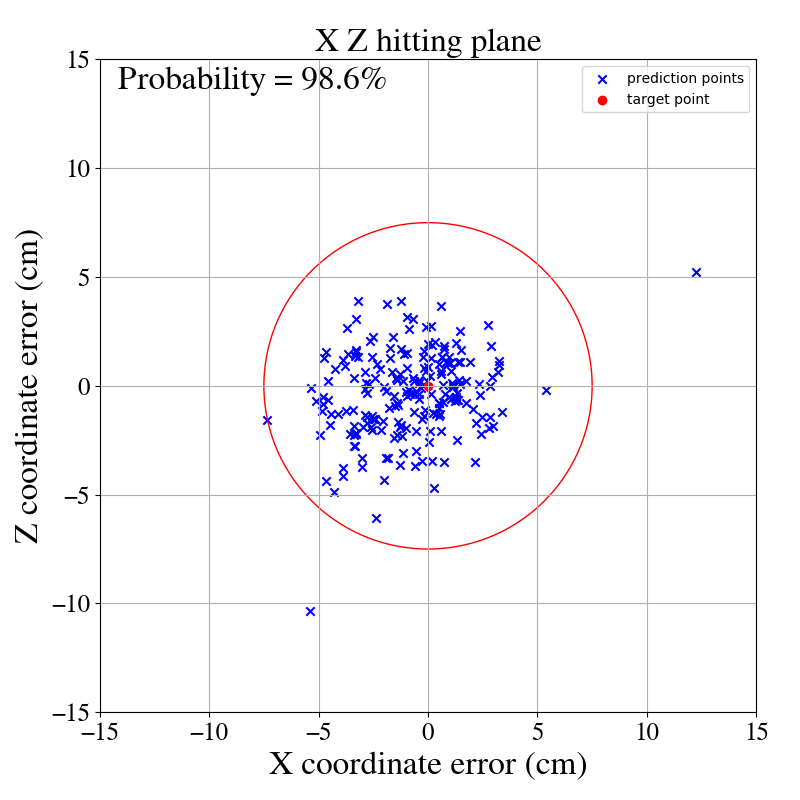 X Z hitting plane
Probability = 98.6%
prediction points
target point
15
10
5
0
−5
−10
−15
Z coordinate error (cm)
−15 −10 −5 0 5 10 15
X coordinate error (cm)